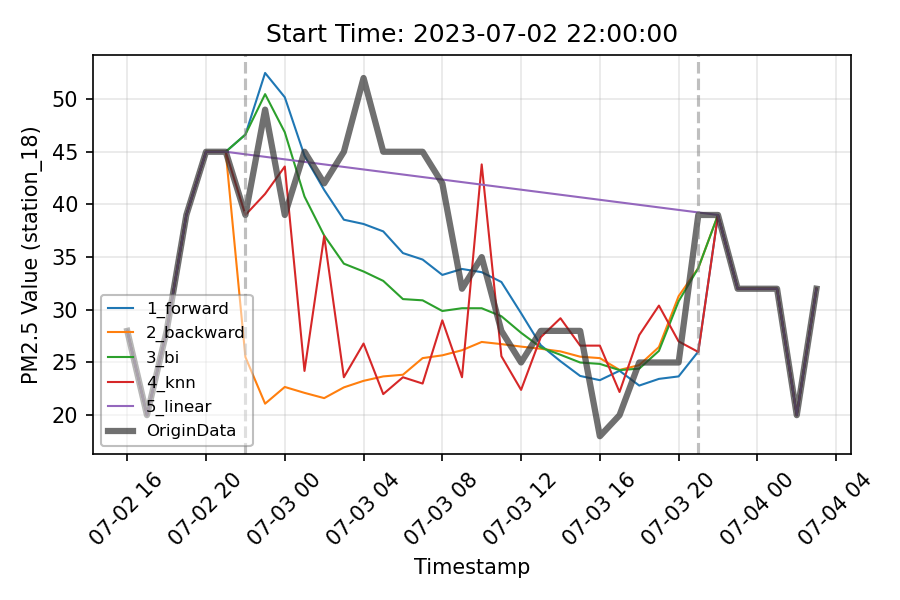 Start Time: 2023-07-02 22:00:00
PM2.5 Value (station_18)
50
45
40
35
30
25
20
1_forward
2_backward
3_bi
4_knn
5_linear
OriginData
07-02 16
07-02 20
07-03 00
07-03 04
07-03 08
07-03 12
07-03 16
07-03 20
07-04 00
07-04 04
Timestamp